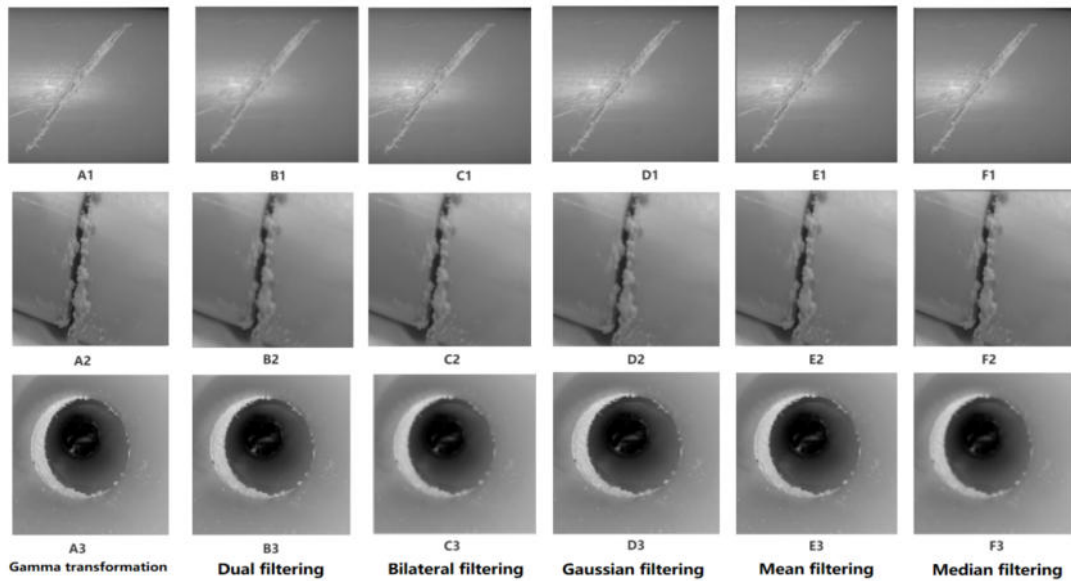 A1 B1 C1 D1 E1 F1
A2 B2 C2 D2 E2 F2
A3 B3 C3 D3 E3 F3
Gamma transformation Dual filtering Bilateral filtering Gaussian filtering Mean filtering Median filtering